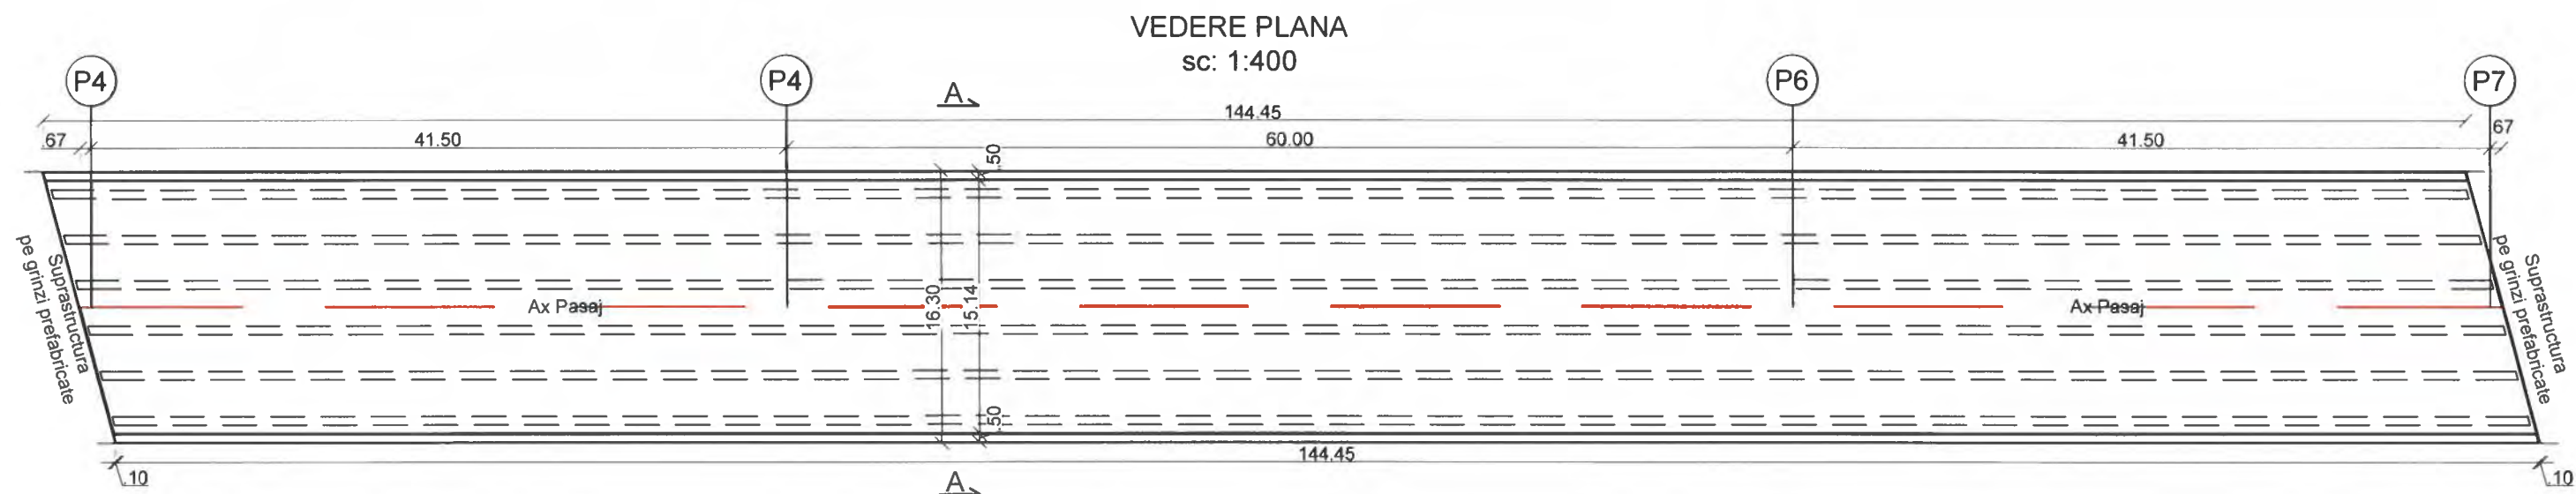 VEDERE PLANA
sc: 1:400
P4
P4
P6
P7
A
144.45
.67
41.50
60.00
41.50
.67
.50
Suprastructura
pe grinzi prefabricate
Ax Pasaj
16.30
15.14
Ax Pasaj
Suprastructura
pe grinzi prefabricate
.50
144.45
.10
.10
A